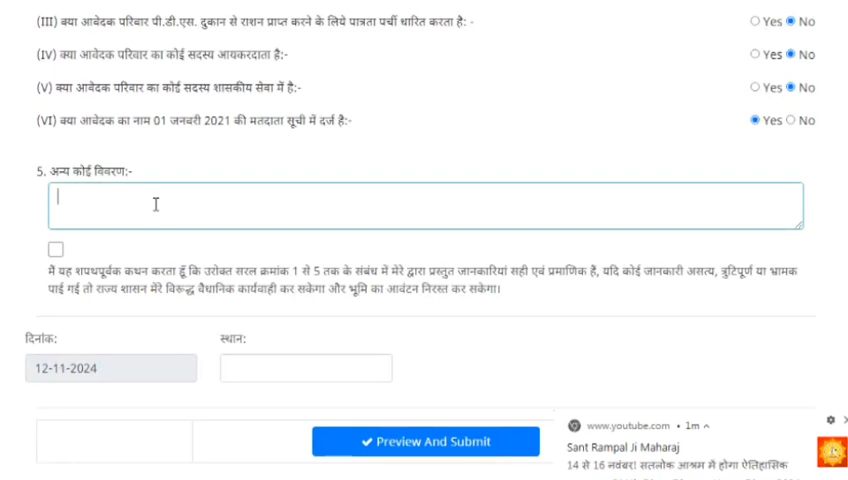 (III) क्या आवेदक परिवार पी.डी.एस. दुकान से राशन प्राप्त करने के लिये पात्रता पर्ची धारित करता है: - Yes No
(IV) क्या आवेदक परिवार का कोई सदस्य आयकरदाता है:- Yes No
(V) क्या आवेदक परिवार का कोई सदस्य शासकीय सेवा में है:- Yes No
(VI) क्या आवेदक का नाम 01 जनवरी 2021 की मतदाता सूची में दर्ज है:- Yes No
5. अन्य कोई विवरण:-
मैं यह शपथपूर्वक कथन करता हूँ कि उरोक्त सरल क्रमांक 1 से 5 तक के संबंध में मेरे द्वारा प्रस्तुत जानकारियां सही एवं प्रमाणिक हैं, यदि कोई जानकारी असत्य, त्रुटिपूर्ण या भ्रामक
पाई गई तो राज्य शासन मेरे विरूद्ध वैधानिक कार्यवाही कर सकेगा और भूमि का आवंटन निरस्त कर सकेगा।
दिनांक: स्थान:
12-11-2024
Preview And Submit
www.youtube.com • 1m
Sant Rampal Ji Maharaj
14 से 16 नवंबर! सतलोक आश्रम में होगा ऐतिहासिक